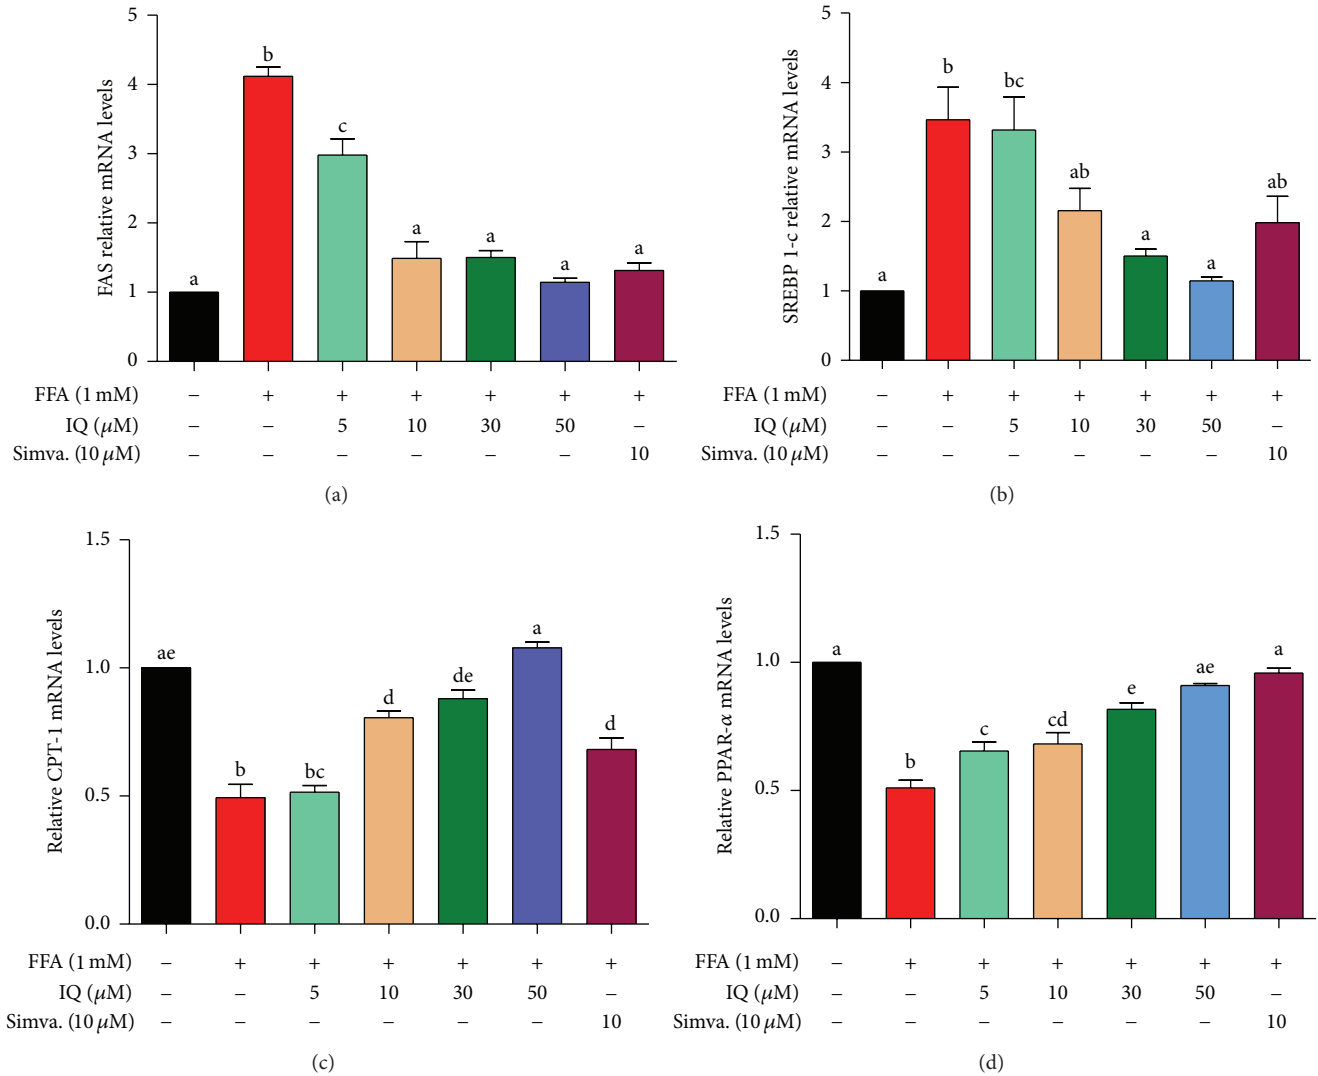 FAS relative mRNA levels
5
4
3
2
1
0
a
b
c
a
a
a
a
FFA (1 mM) − + + + + + +
IQ (μM) − − 5 10 30 50 −
Simva. (10 μM) − − − − − − 10
(a)
SREBP 1-c relative mRNA levels
5
4
3
2
1
0
a
b
bc
ab
a
a
ab
FFA (1 mM) − + + + + + +
IQ (μM) − − 5 10 30 50 −
Simva. (10 μM) − − − − − − 10
(b)
Relative CPT-1 mRNA levels
1.5
1.0
0.5
0.0
ae
b
bc
d
de
a
d
FFA (1 mM) − + + + + + +
IQ (μM) − − 5 10 30 50 −
Simva. (10 μM) − − − − − − 10
(c)
Relative PPAR-α mRNA levels
1.5
1.0
0.5
0.0
a
b
c
cd
e
ae
a
FFA (1 mM) − + + + + + +
IQ (μM) − − 5 10 30 50 −
Simva. (10 μM) − − − − − − 10
(d)